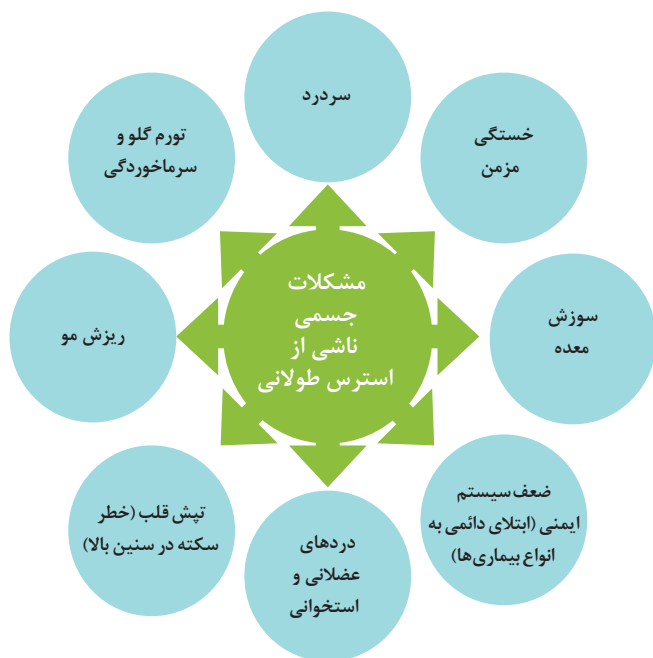 مشکلات
جسمی
ناشی از
استرس طولانی
سردرد
خستگی
مزمن
سوزش
معده
ضعف سیستم
ایمنی (ابتلای دائمی به
انواع بیماری‌ها)
دردهای
عضلانی و
استخوانی
تپش قلب (خطر
سکته در سنین بالا)
ریزش مو
تورم گلو و
سرماخوردگی